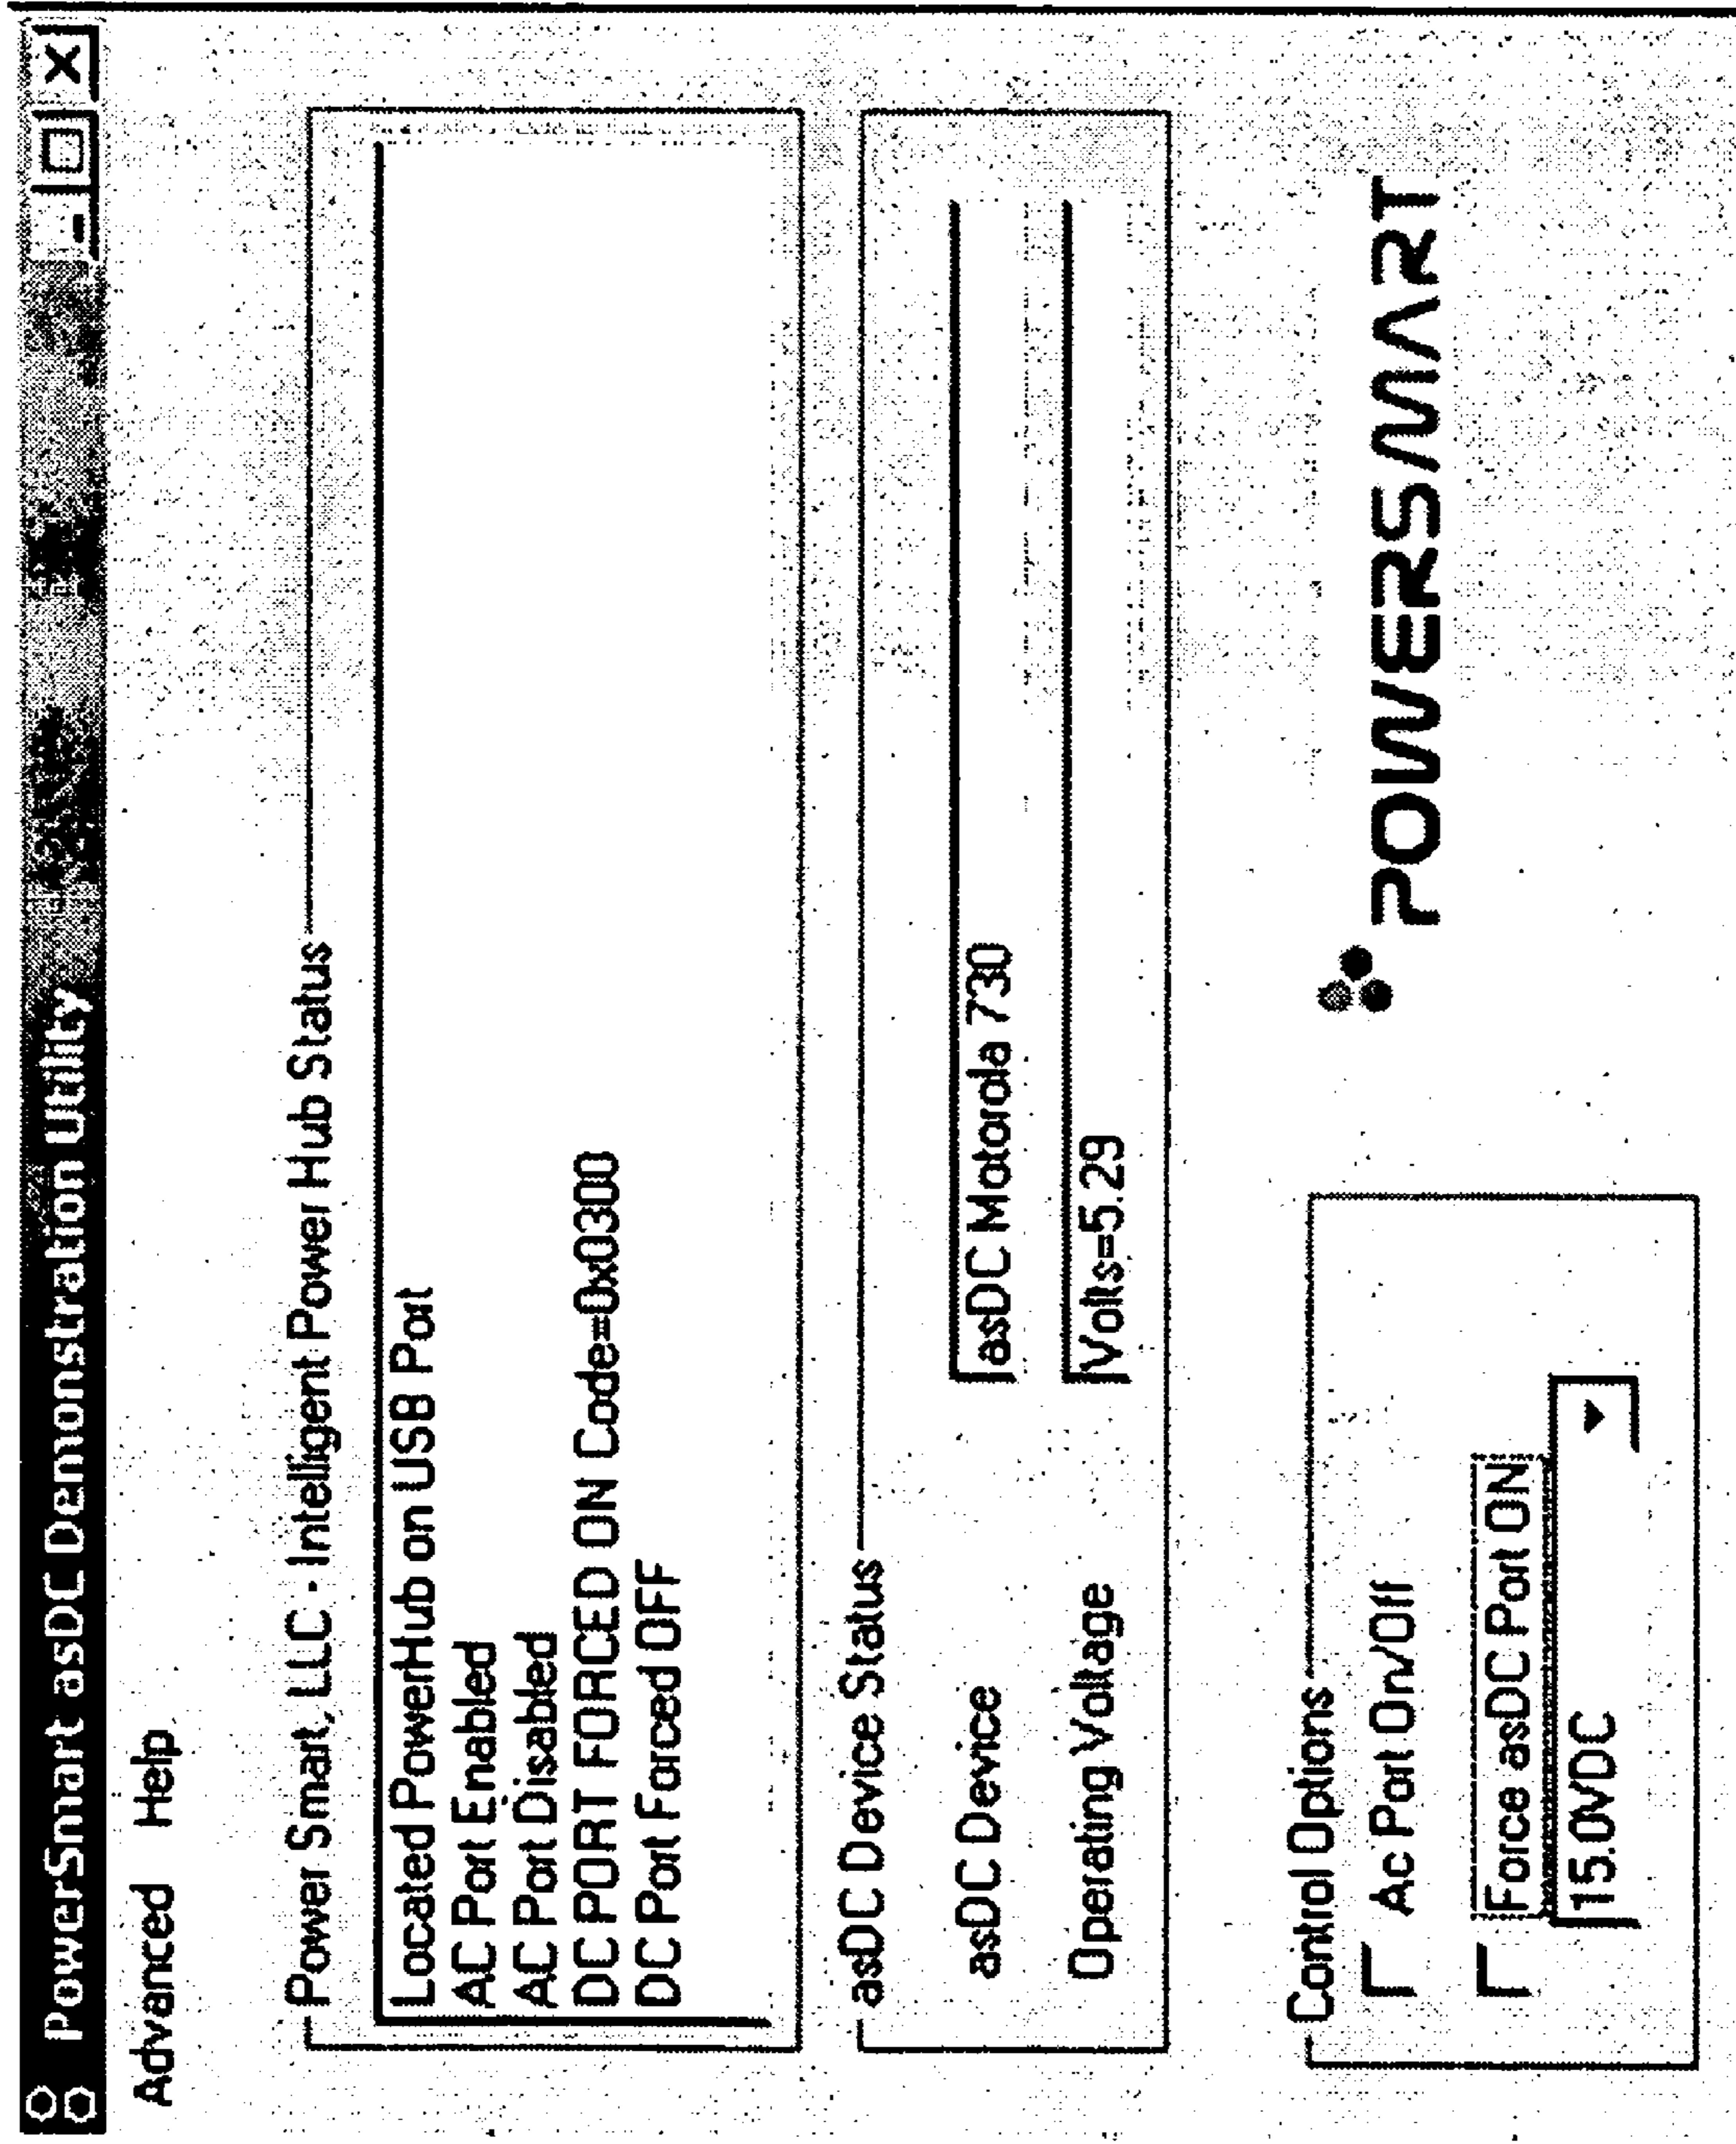 PowerSmart asDC Demonstration Utility
Advanced Help
Power Smart, LLC - Intelligent Power Hub Status
Located PowerHub on USB Port
AC Port Enabled
AC Port Disabled
DC PORT FORCED ON Code=0x0300
DC Port Forced OFF
asDC Device Status
asDC Device
asDC Motorola 730
Operating Voltage
Volts=5.29
Control Options
Ac Port On/Off
Force asDC Port ON
15.0VDC
POWERSMART